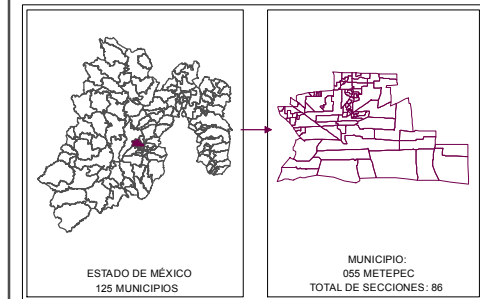 ESTADO DE MÉXICO
125 MUNICIPIOS
MUNICIPIO:
055 METEPEC
TOTAL DE SECCIONES: 86